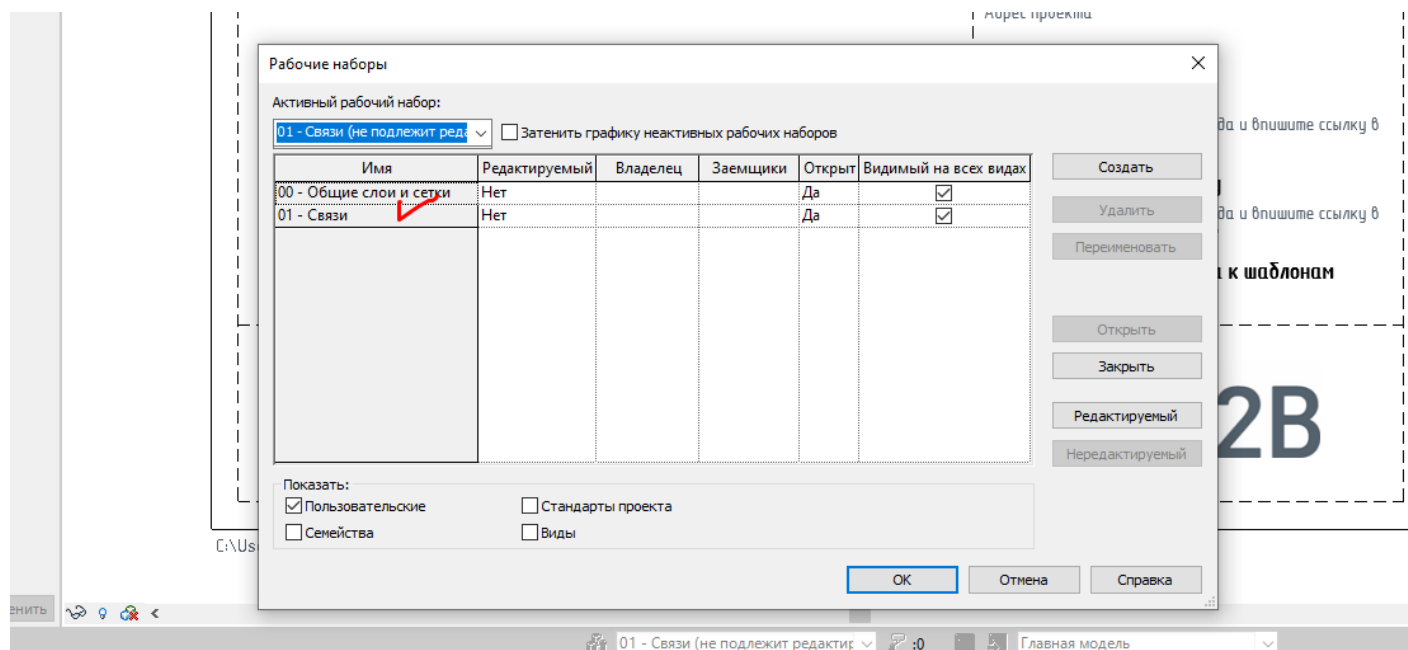 Адрес проекта
Рабочие наборы
Активный рабочий набор:
01 - Связи (не подлежит реда
Затенить графику неактивных рабочих наборов
да и впишите ссылку в
Имя Редактируемый Владелец Заемщики Открыт Видимый на всех видах
Создать
00 - Общие слои и сетки Нет Да
01 - Связи Нет Да
Удалить
да и впишите ссылку в
Переименовать
к шаблонам
Открыть
Закрыть
Редактируемый
2В
Нередактируемый
Показать:
Пользовательские
Стандарты проекта
Семейства
Виды
C:\Us
ОК Отмена Справка
енить
01 - Связи (не подлежит редактир
:0
Главная модель